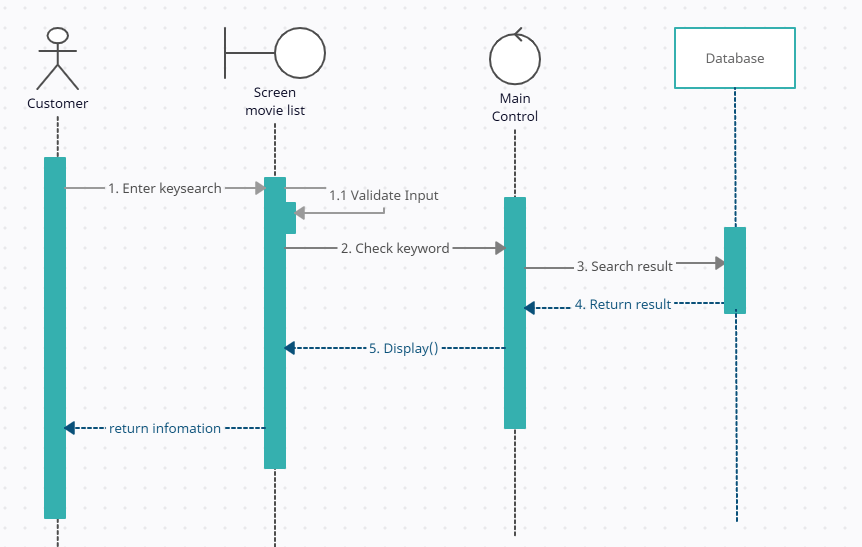 Customer
Screen
movie list
Main
Control
Database
1. Enter keysearch
1.1 Validate Input
2. Check keyword
3. Search result
4. Return result
5. Display()
return infomation